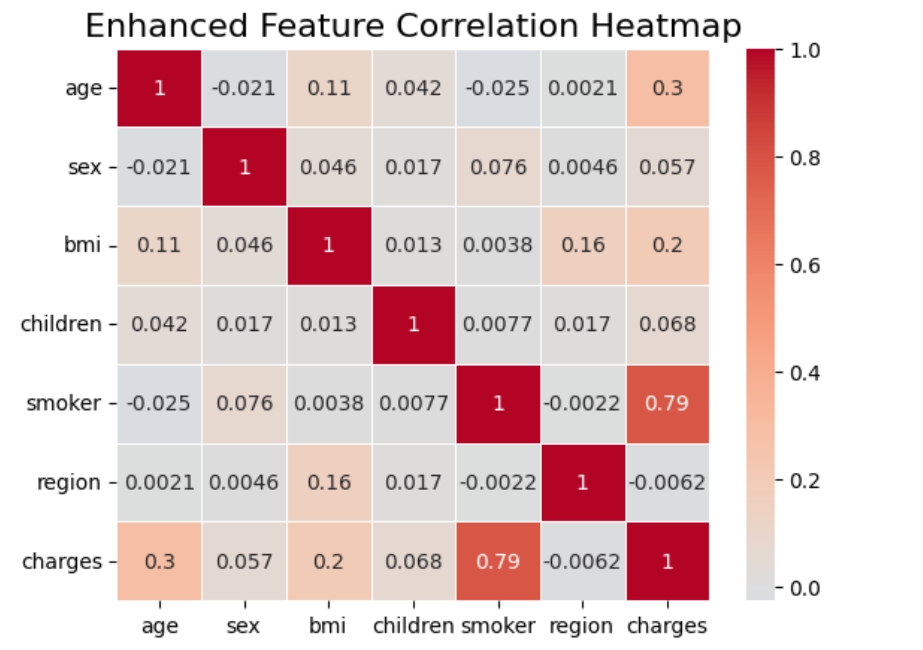 Enhanced Feature Correlation Heatmap
1.0
age 1 -0.021 0.11 0.042 -0.025 0.0021 0.3
0.8
sex -0.021 1 0.046 0.017 0.076 0.0046 0.057
bmi 0.11 0.046 1 0.013 0.0038 0.16 0.2
0.6
children 0.042 0.017 0.013 1 0.0077 0.017 0.068
0.4
smoker -0.025 0.076 0.0038 0.0077 1 -0.0022 0.79
region 0.0021 0.0046 0.16 0.017 -0.0022 1 -0.0062
0.2
charges 0.3 0.057 0.2 0.068 0.79 -0.0062 1
0.0
age sex bmi children smoker region charges